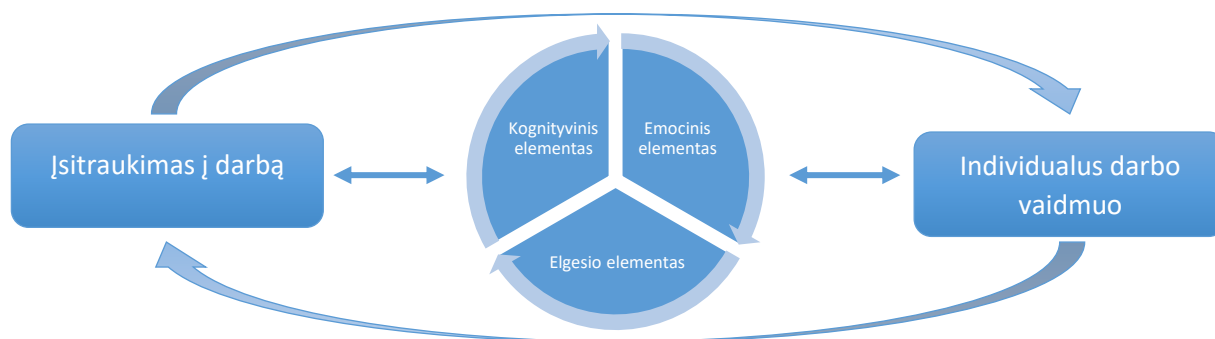 Įsitraukimas į darbą
Kognityvinis
elementas
Emocinis
elementas
Elgesio elementas
Individualus darbo
vaidmuo